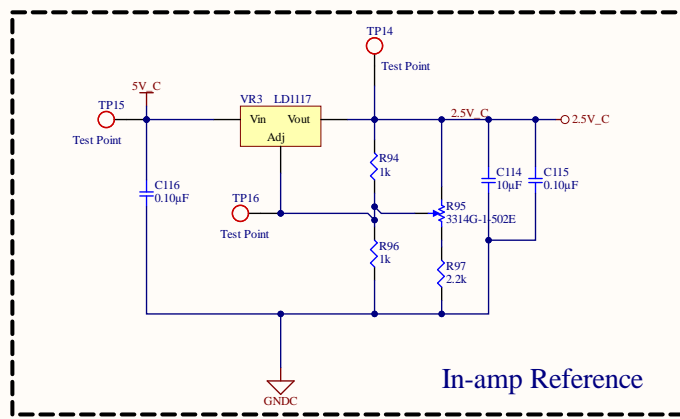 TP14
Test Point
5V_C
VR3 LD1117
TP15
Vin Vout
2.5V_C
2.5V_C
Test Point
Adj
R94
1k
C114
10µF
C115
0.10µF
C116
0.10µF
TP16
R95
3314G-1-502E
Test Point
R96
1k
R97
2.2k
In-amp Reference
GNDC